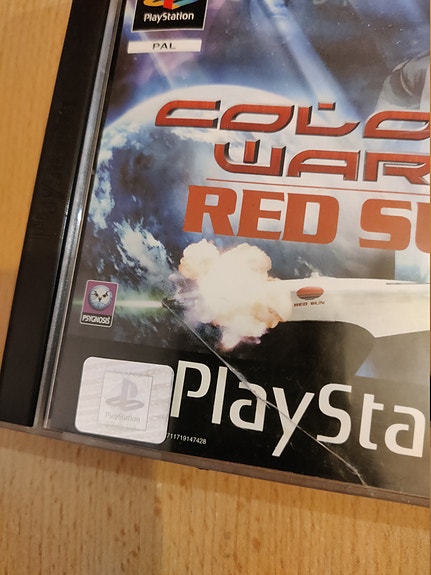 PlayStation
PAL
COLO
WAR
RED SU
RED SUN
PSYGNOSIS
PlayStation
PlaySta
711719147428